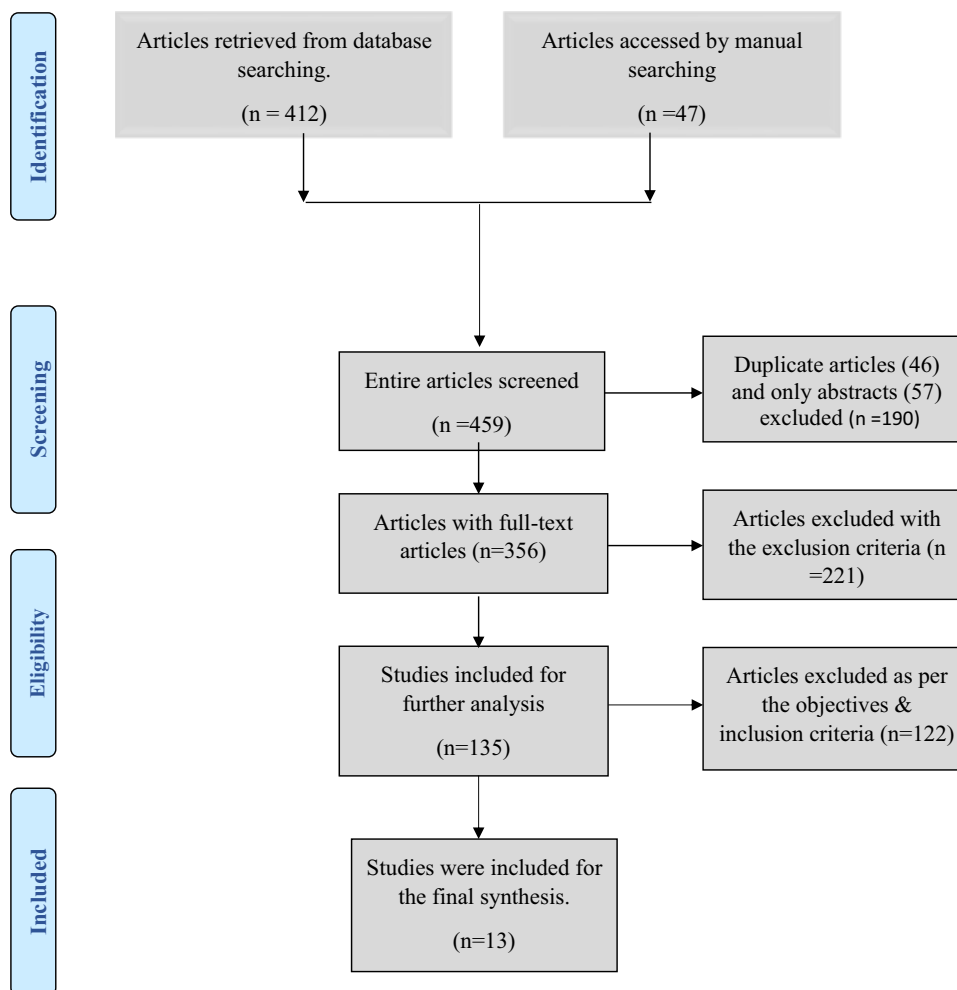 Identification
Articles retrieved from database
searching.
(n = 412)
Articles accessed by manual
searching
(n =47)
Screening
Entire articles screened
(n =459)
Duplicate articles (46)
and only abstracts (57)
excluded (n =190)
Articles with full-text
articles (n=356)
Articles excluded with
the exclusion criteria (n
=221)
Eligibility
Studies included for
further analysis
(n=135)
Articles excluded as per
the objectives &
inclusion criteria (n=122)
Included
Studies were included for
the final synthesis.
(n=13)